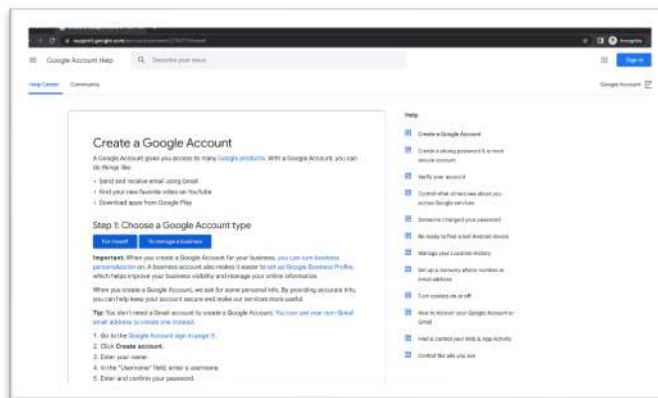 support.google.com
Incognito
Google Account Help
Describe your issue
Sign in
Help Center
Community
Google Account
Create a Google Account
A Google Account gives you access to many Google products. With a Google Account, you can
do things like:
• Send and receive email using Gmail
• Find your new favorite video on YouTube
• Download apps from Google Play
Step 1: Choose a Google Account type
For myself
To manage a business
Important: When you create a Google Account for your business, you can turn business
personalization on. A business account also makes it easier to set up Google Business Profile,
which helps improve your business visibility and manage your online information.
When you create a Google Account, we ask for some personal info. By providing accurate info,
you can help keep your account secure and make our services more useful.
Tip: You don't need a Gmail account to create a Google Account. You can use your non-Gmail
email address to create one instead.
1. Go to the Google Account sign in page
2. Click Create account.
3. Enter your name.
4. In the "Username" field, enter a username.
5. Enter and confirm your password.
Help
Create a Google Account
Create a strong password & a more
secure account
Verify your account
Control what others see about you
across Google services
Someone changed your password
Be ready to find a lost Android device
Manage your Location History
Set up a recovery phone number or
email address
Turn cookies on or off
How to recover your Google Account or
Gmail
Find & control your Web & App Activity
Control the ads you see